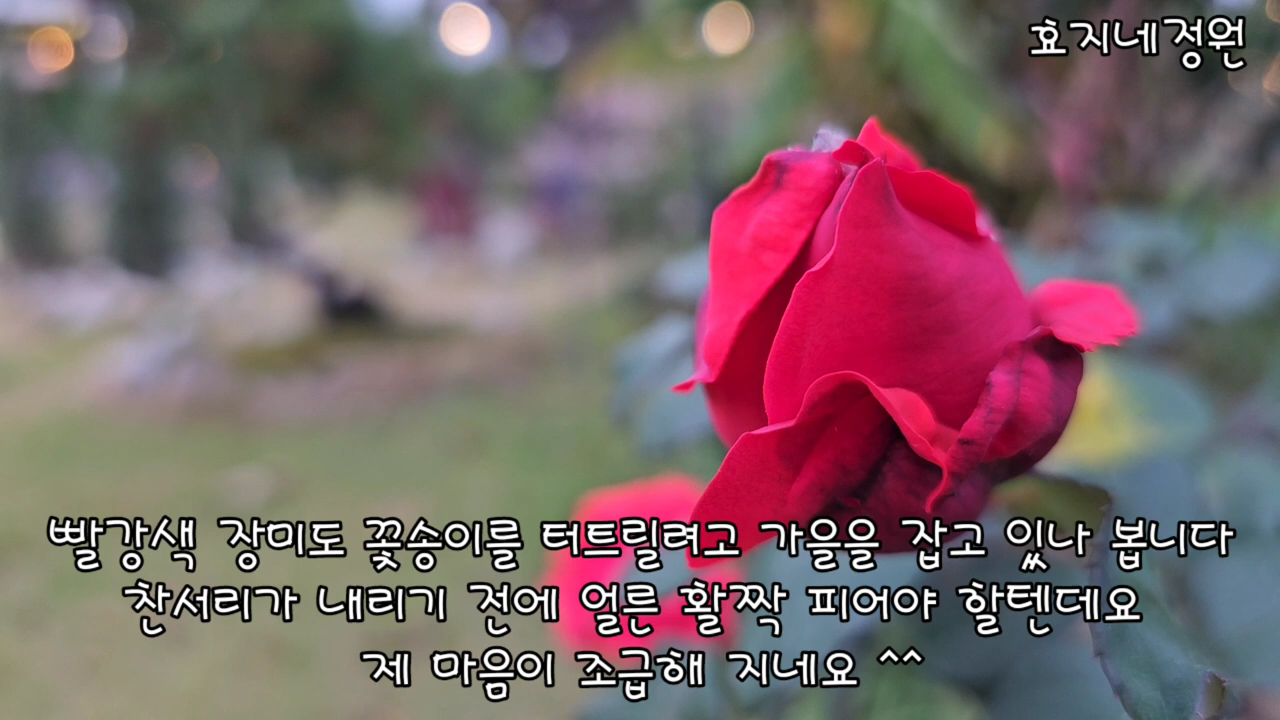 효지네정원
빨강색 장미도 꽃송이를 터트릴려고 가을을 잡고 있나 봅니다
찬서리가 내리기 전에 얼른 활짝 피어야 할텐데요
제 마음이 조급해 지네요 ^^